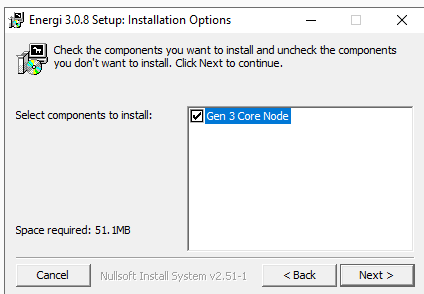 Energi 3.0.8 Setup: Installation Options
Check the components you want to install and uncheck the components
you don't want to install. Click Next to continue.
Select components to install:
Gen 3 Core Node
Space required: 51.1MB
Cancel
Nullsoft Install System v2.51-1
< Back
Next >